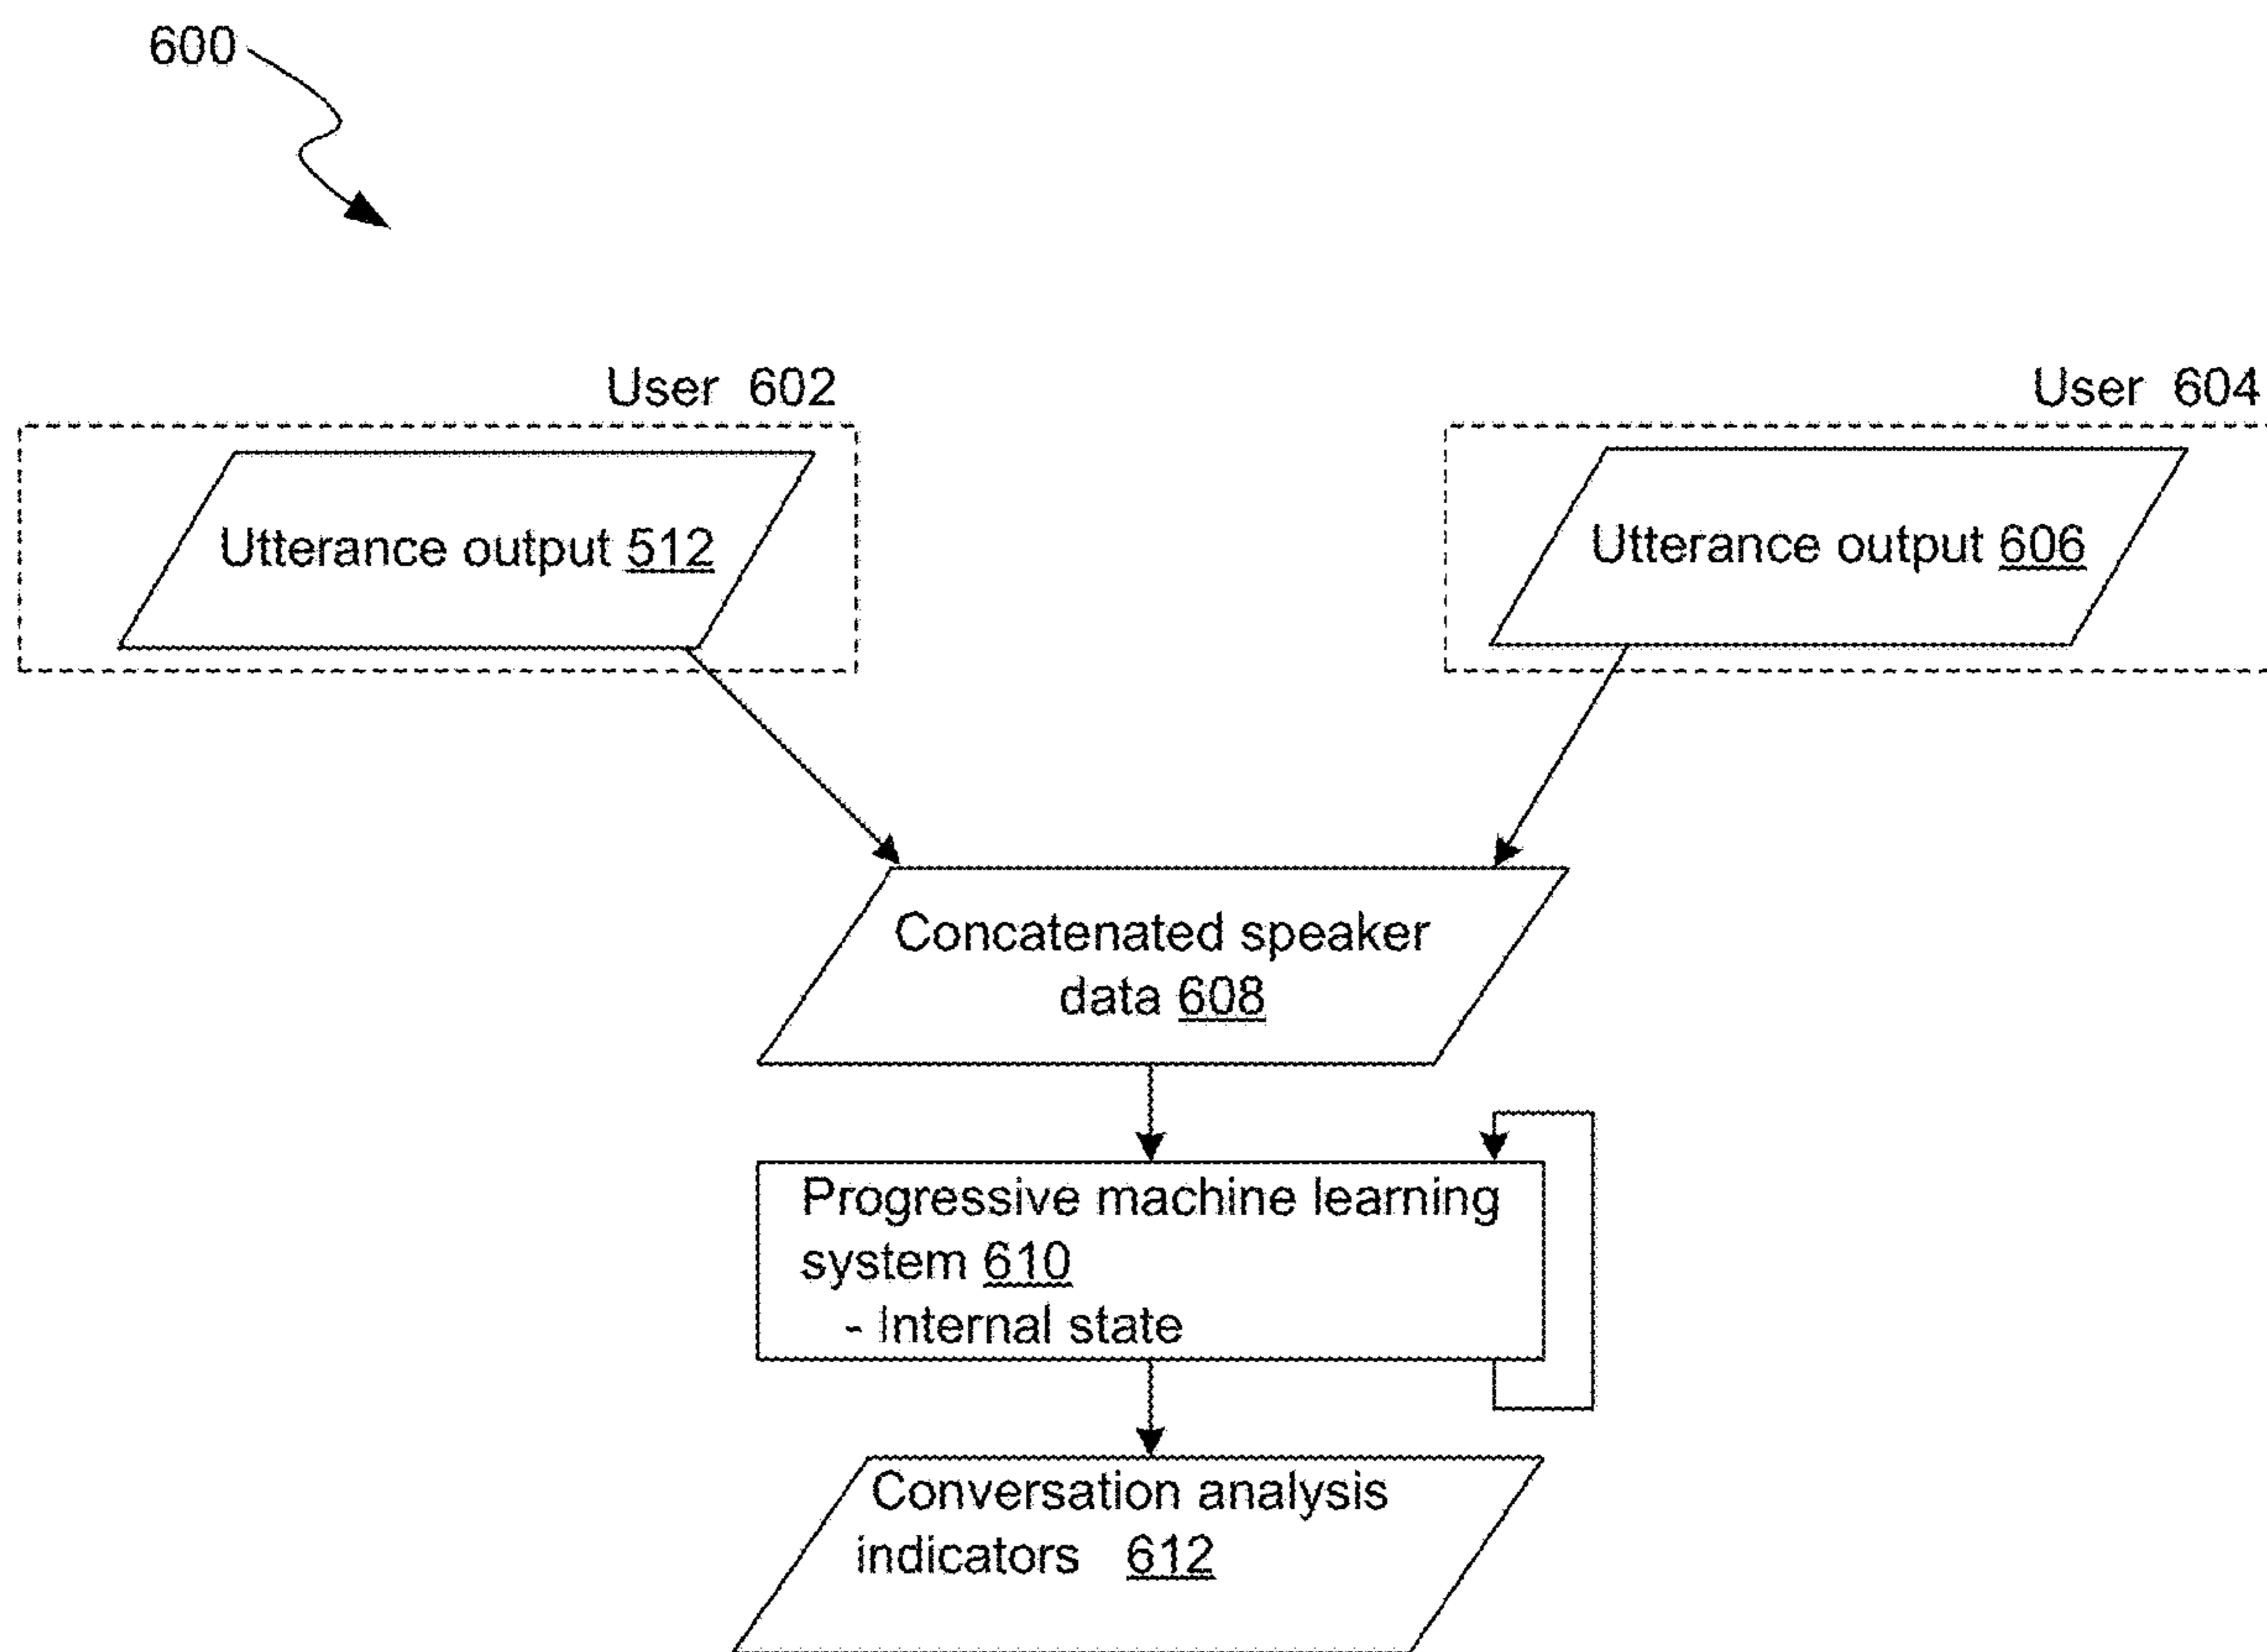 600
User 602
User 604
Utterance output 512
Utterance output 606
Concatenated speaker
data 608
Progressive machine learning
system 610
- Internal state
Conversation analysis
indicators 612